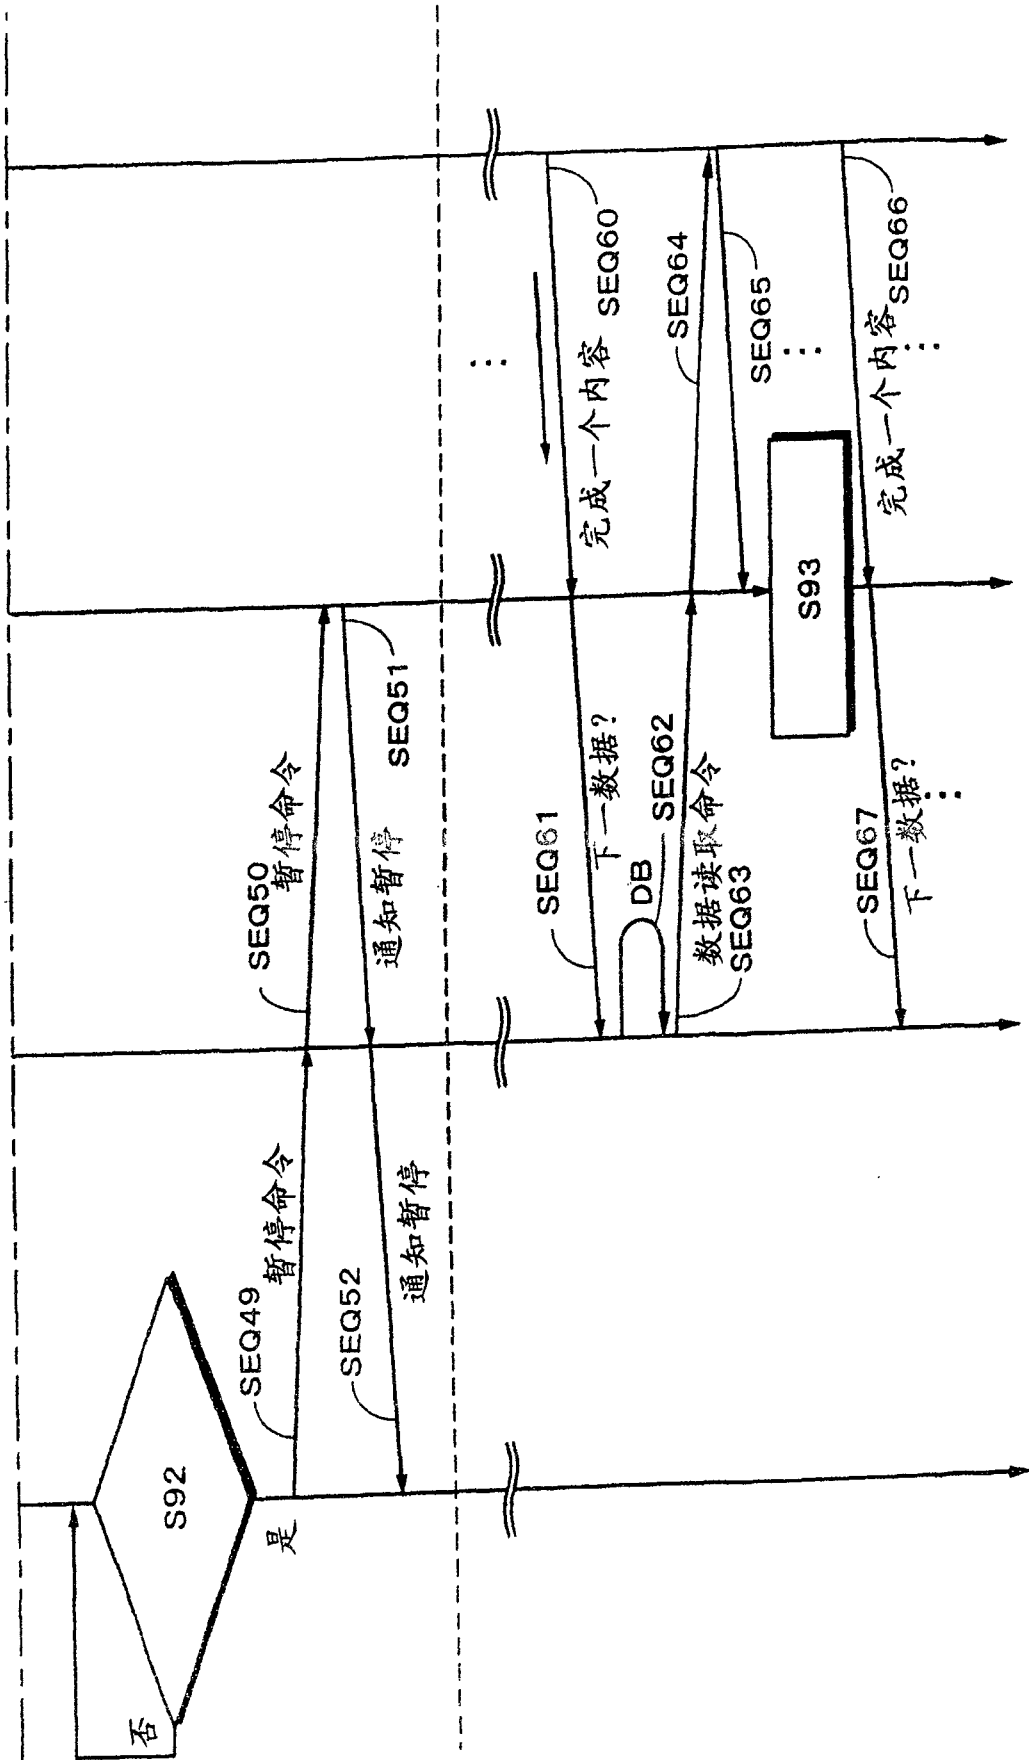 否
S92
是
SEQ49
暂停命令
SEQ50
暂停命令
SEQ51
通知暂停
SEQ52
通知暂停
SEQ60
完成一个内容
SEQ61
下一数据?
DB
SEQ62
数据读取命令
SEQ63
SEQ64
SEQ65
S93
SEQ66
完成一个内容
SEQ67
下一数据?